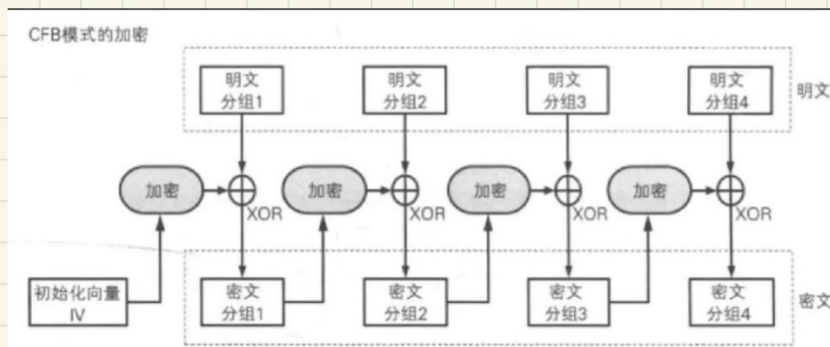 CFB模式的加密
明文
分组1
明文
分组2
明文
分组3
明文
分组4
明文
加密
加密
加密
加密
XOR
XOR
XOR
XOR
初始化向量
IV
密文
分组1
密文
分组2
密文
分组3
密文
分组4
密文